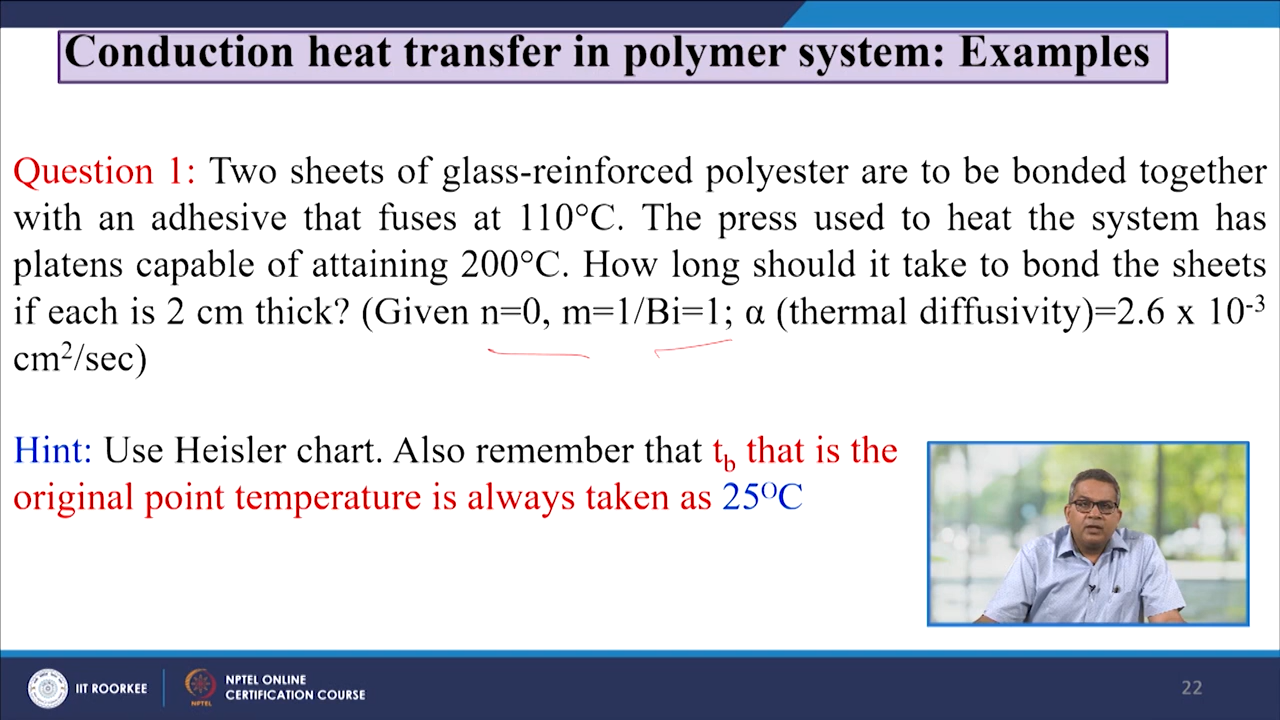 Conduction heat transfer in polymer system: Examples
Question 1: Two sheets of glass-reinforced polyester are to be bonded together
with an adhesive that fuses at 110°C. The press used to heat the system has
platens capable of attaining 200°C. How long should it take to bond the sheets
if each is 2 cm thick? (Given n=0, m=1/Bi=1; α (thermal diffusivity)=2.6 x 10⁻³
cm²/sec)
Hint: Use Heisler chart. Also remember that t_b that is the
original point temperature is always taken as 25ᴼC
IIT ROORKEE
NPTEL
NPTEL ONLINE
CERTIFICATION COURSE
22